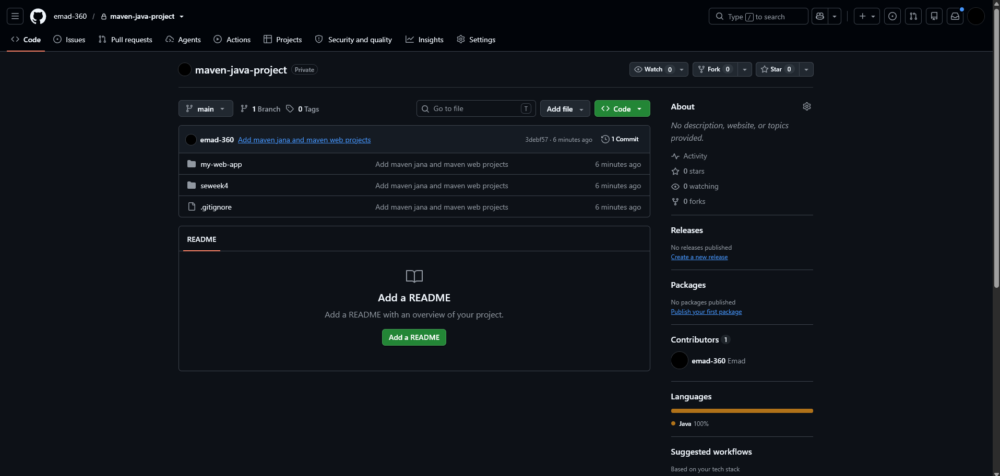 emad-360 / maven-java-project
Type / to search
Code Issues Pull requests Agents Actions Projects Security and quality Insights Settings
maven-java-project Private
Watch 0 Fork 0 Star 0
main 1 Branch 0 Tags Go to file T Add file Code
emad-360 Add maven jana and maven web projects 3debf57 · 6 minutes ago 1 Commit
my-web-app Add maven jana and maven web projects 6 minutes ago
seweek4 Add maven jana and maven web projects 6 minutes ago
.gitignore Add maven jana and maven web projects 6 minutes ago
README
Add a README
Add a README with an overview of your project.
Add a README
About
No description, website, or topics
provided.
Activity
0 stars
0 watching
0 forks
Releases
No releases published
Create a new release
Packages
No packages published
Publish your first package
Contributors 1
emad-360 Emad
Languages
Java 100%
Suggested workflows
Based on your tech stack